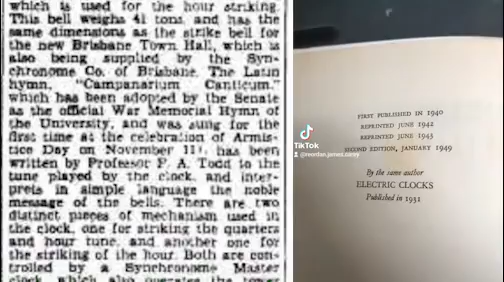 which is used for the hour striking.
This bell weighs 4½ tons and has the
same dimensions as the strike bell for
the new Brisbane Town Hall, which is
also being supplied by the Syn-
chronome Co. of Brisbane. The Latin
hymn, "Campanarium Canticum,"
which has been adopted by the Senate
as the official War Memorial Hymn of
the University, and was sung for the
first time at the celebration of Armis-
tice Day on November 11, has been
written by Professor F. A. Todd to the
tune played by the clock, and inter-
prets in simple language the noble
message of the bells. There are two
distinct pieces of mechanism used in
the clock, one for striking the quarters
and hour tune, and another one for
the striking of the hour. Both are con-
trolled by a Synchronome Master
clock, which also operates the tower
FIRST PUBLISHED IN 1940
REPRINTED JUNE 1942
REPRINTED JUNE 1943
SECOND EDITION, JANUARY 1949
By the same author
ELECTRIC CLOCKS
Published in 1931
TikTok
@reordan.james.carey